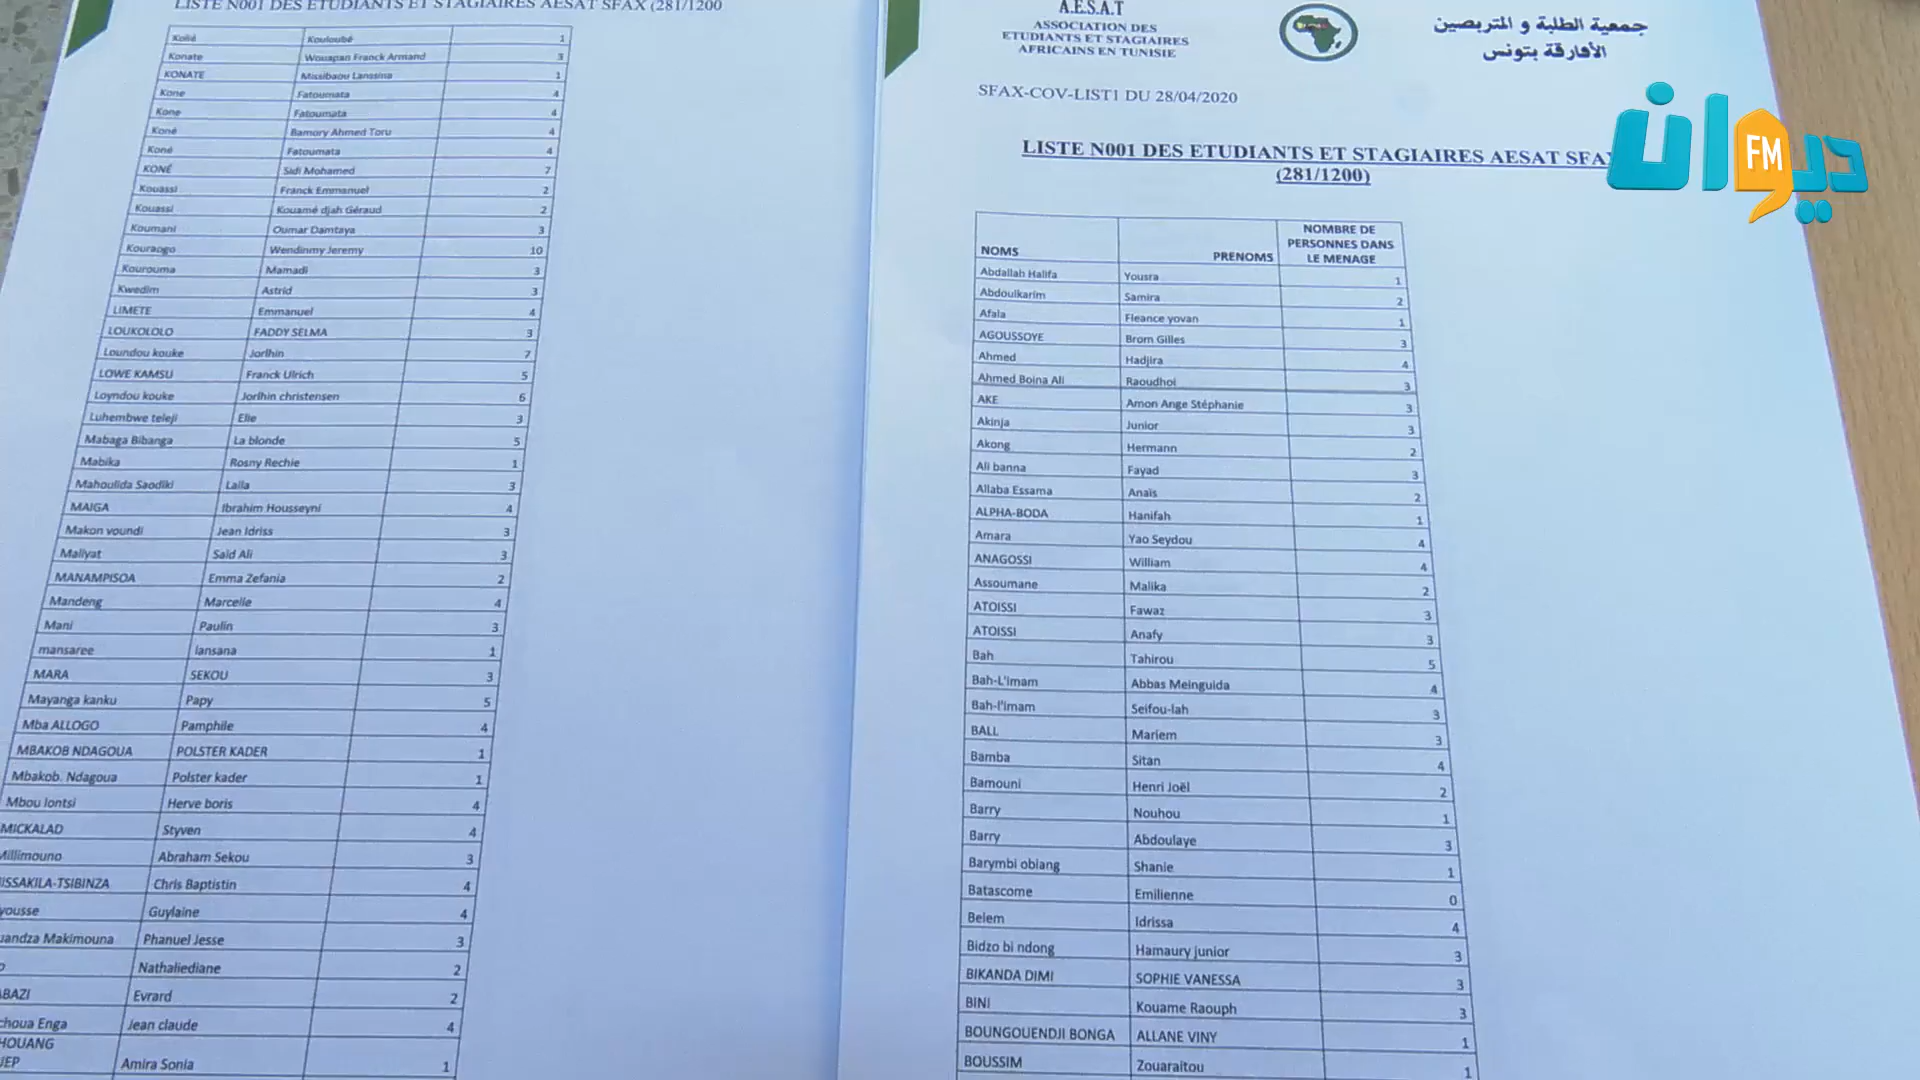 LISTE N001 DES ETUDIANTS ET STAGIAIRES AESAT SFAX (281/1200
Kolié Kouloubé 1
Konate Wouapan Franck Armand 3
KONATE Missibaou Lanssina 1
Kone Fatoumata 4
Kone Fatoumata 4
Koné Bamory Ahmed Toru 4
Koné Fatoumata 4
KONÉ Sidi Mohamed 7
Kouassi Franck Emmanuel 2
Kouassi Kouamé djah Géraud 2
Koumani Oumar Damtaya 3
Kouraogo Wendinmy Jeremy 10
Kourouma Mamadi 3
Kwedim Astrid 3
LIMETE Emmanuel 4
LOUKOLOLO FADDY SELMA 3
Loundou kouke Jorlhin 7
LOWE KAMSU Franck Ulrich 5
Loyndou kouke Jorlhin christensen 6
Luhembwe teleji Elie 3
Mabaga Bibanga La blonde 5
Mabika Rosny Rechie 1
Mahoulida Saodiki Laila 3
MAIGA Ibrahim Housseyni 4
Makon voundi Jean Idriss 3
Maliyat Said Ali 3
MANAMPISOA Emma Zefania 2
Mandeng Marcelle 4
Mani Paulin 3
mansaree lansana 1
MARA SEKOU 3
Mayanga kanku Papy 5
Mba ALLOGO Pamphile 4
MBAKOB NDAGOUA POLSTER KADER 1
Mbakob. Ndagoua Polster kader 1
Mbou lontsi Herve boris 4
MICKALAD Styven 4
Millimouno Abraham Sekou 3
ISSAKILA-TSIBINZA Chris Baptistin 4
yousse Guylaine 4
uandza Makimouna Phanuel Jesse 3
Nathaliediane 2
BAZI Evrard 2
choua Enga Jean claude 4
HOUANG
JEP Amira Sonia 1
A.E.S.A.T
ASSOCIATION DES
ETUDIANTS ET STAGIAIRES
AFRICAINS EN TUNISIE
جمعية الطلبة و المتربصين
الأفارقة بتونس
ديوان FM
SFAX-COV-LIST1 DU 28/04/2020
LISTE N001 DES ETUDIANTS ET STAGIAIRES AESAT SFA
(281/1200)
NOMS PRENOMS NOMBRE DE PERSONNES DANS LE MENAGE
Abdallah Halifa Yousra 1
Abdoulkarim Samira 2
Afala Fleance yovan 1
AGOUSSOYE Brom Gilles 3
Ahmed Hadjira 4
Ahmed Boina Ali Raoudhoi 3
AKE Amon Ange Stéphanie 3
Akinja Junior 3
Akong Hermann 2
Ali banna Fayad 3
Allaba Essama Anais 2
ALPHA-BODA Hanifah 1
Amara Yao Seydou 4
ANAGOSSI William 4
Assoumane Malika 2
ATOISSI Fawaz 3
ATOISSI Anafy 3
Bah Tahirou 5
Bah-L'imam Abbas Meinguida 4
Bah-l'imam Seifou-lah 3
BALL Mariem 3
Bamba Sitan 4
Bamouni Henri Joël 2
Barry Nouhou 1
Barry Abdoulaye 3
Barymbi obiang Shanie 1
Batascome Emilienne 0
Belem Idrissa 4
Bidzo bi ndong Hamaury junior 3
BIKANDA DIMI SOPHIE VANESSA 3
BINI Kouame Raouph 3
BOUNGOUENDJI BONGA ALLANE VINY 1
BOUSSIM Zouaraitou 1